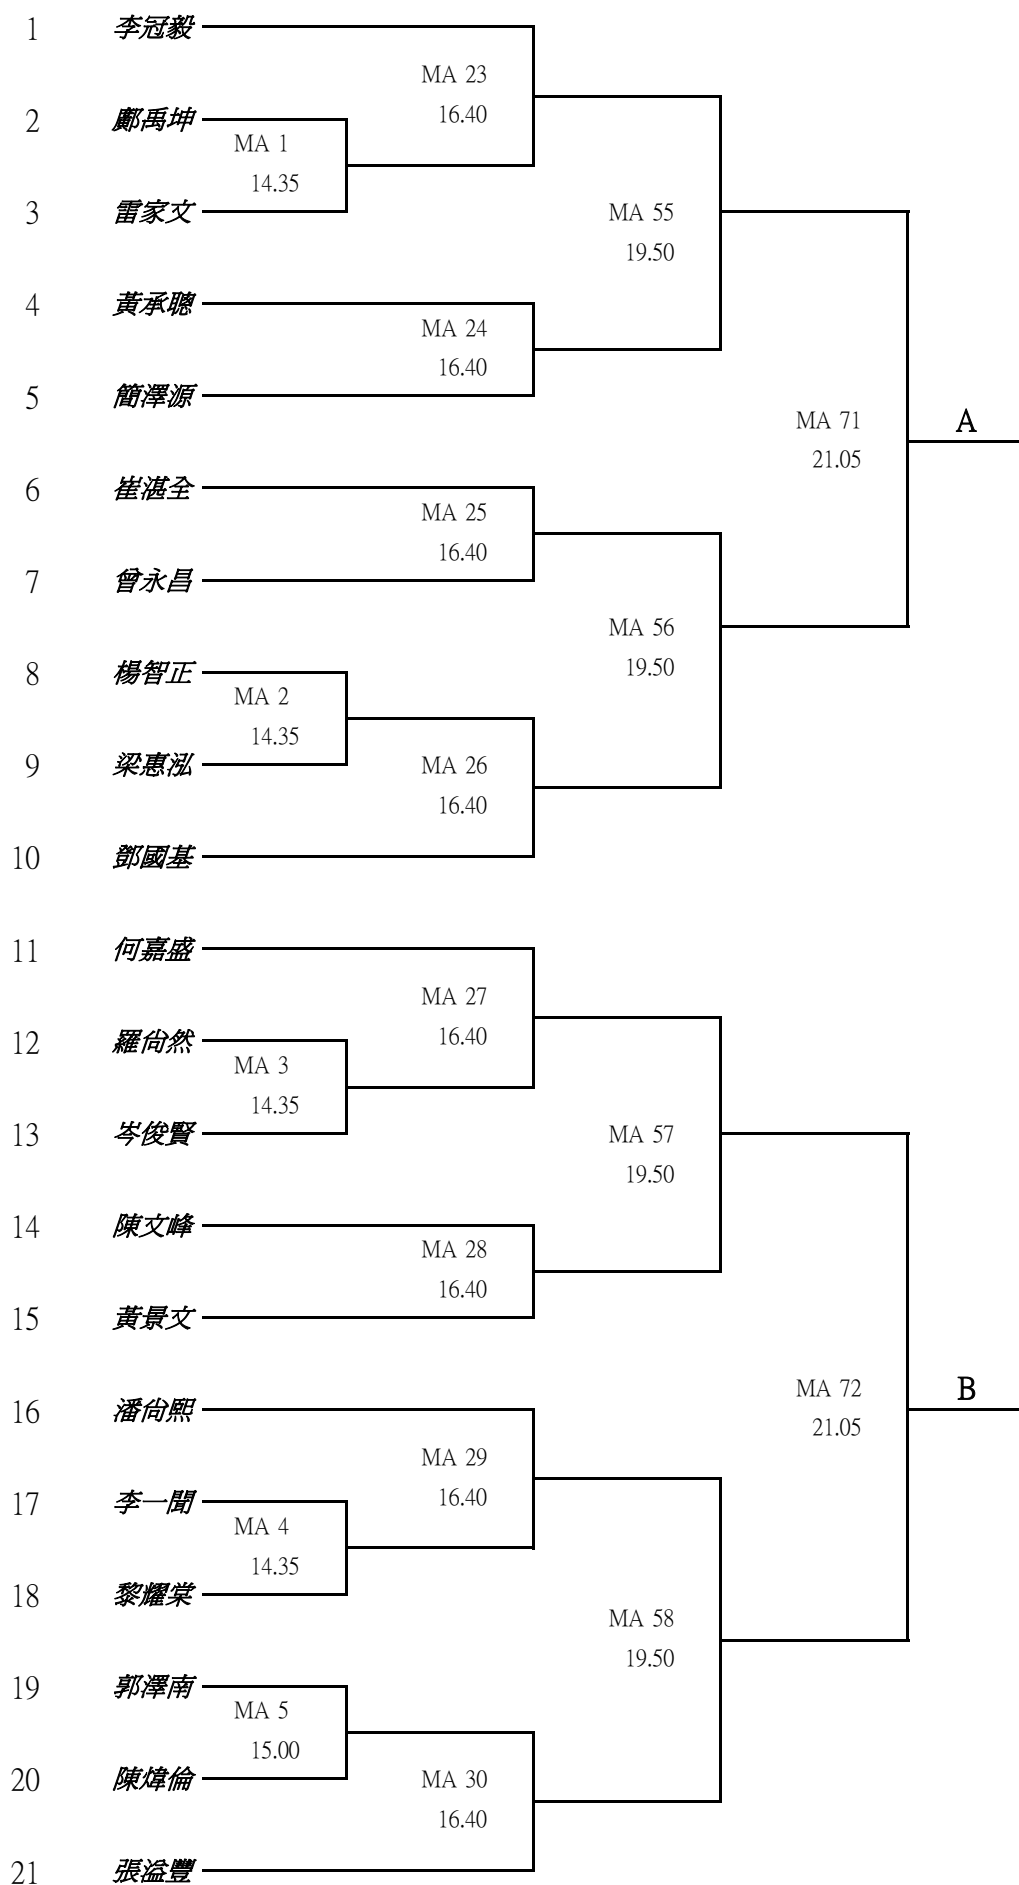 1 李冠毅
MA 23
16.40
2 鄺禹坤
MA 1
14.35
3 雷家文
MA 55
19.50
4 黃承聰
MA 24
16.40
5 簡澤源
MA 71
21.05
A
6 崔湛全
MA 25
16.40
7 曾永昌
MA 56
19.50
8 楊智正
MA 2
14.35
9 梁惠泓
MA 26
16.40
10 鄧國基
11 何嘉盛
MA 27
16.40
12 羅尙然
MA 3
14.35
13 岑俊賢
MA 57
19.50
14 陳文峰
MA 28
16.40
15 黃景文
MA 72
21.05
B
16 潘尙熙
MA 29
16.40
17 李一聞
MA 4
14.35
18 黎耀棠
MA 58
19.50
19 郭澤南
MA 5
15.00
20 陳煒倫
MA 30
16.40
21 張溢豐